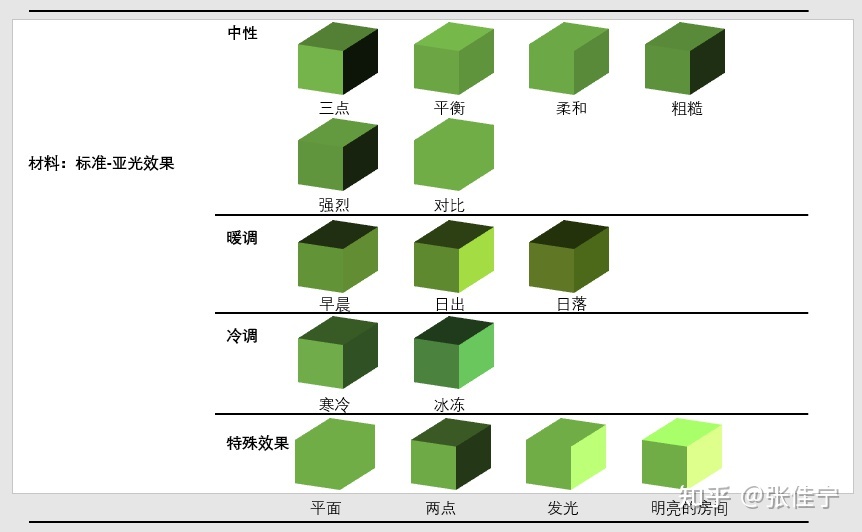 中性
三点 平衡 柔和 粗糙
材料：标准-亚光效果
强烈 对比
暖调
早晨 日出 日落
冷调
寒冷 冰冻
特殊效果
平面 两点 发光 明亮的房间
知乎 @张佳宁